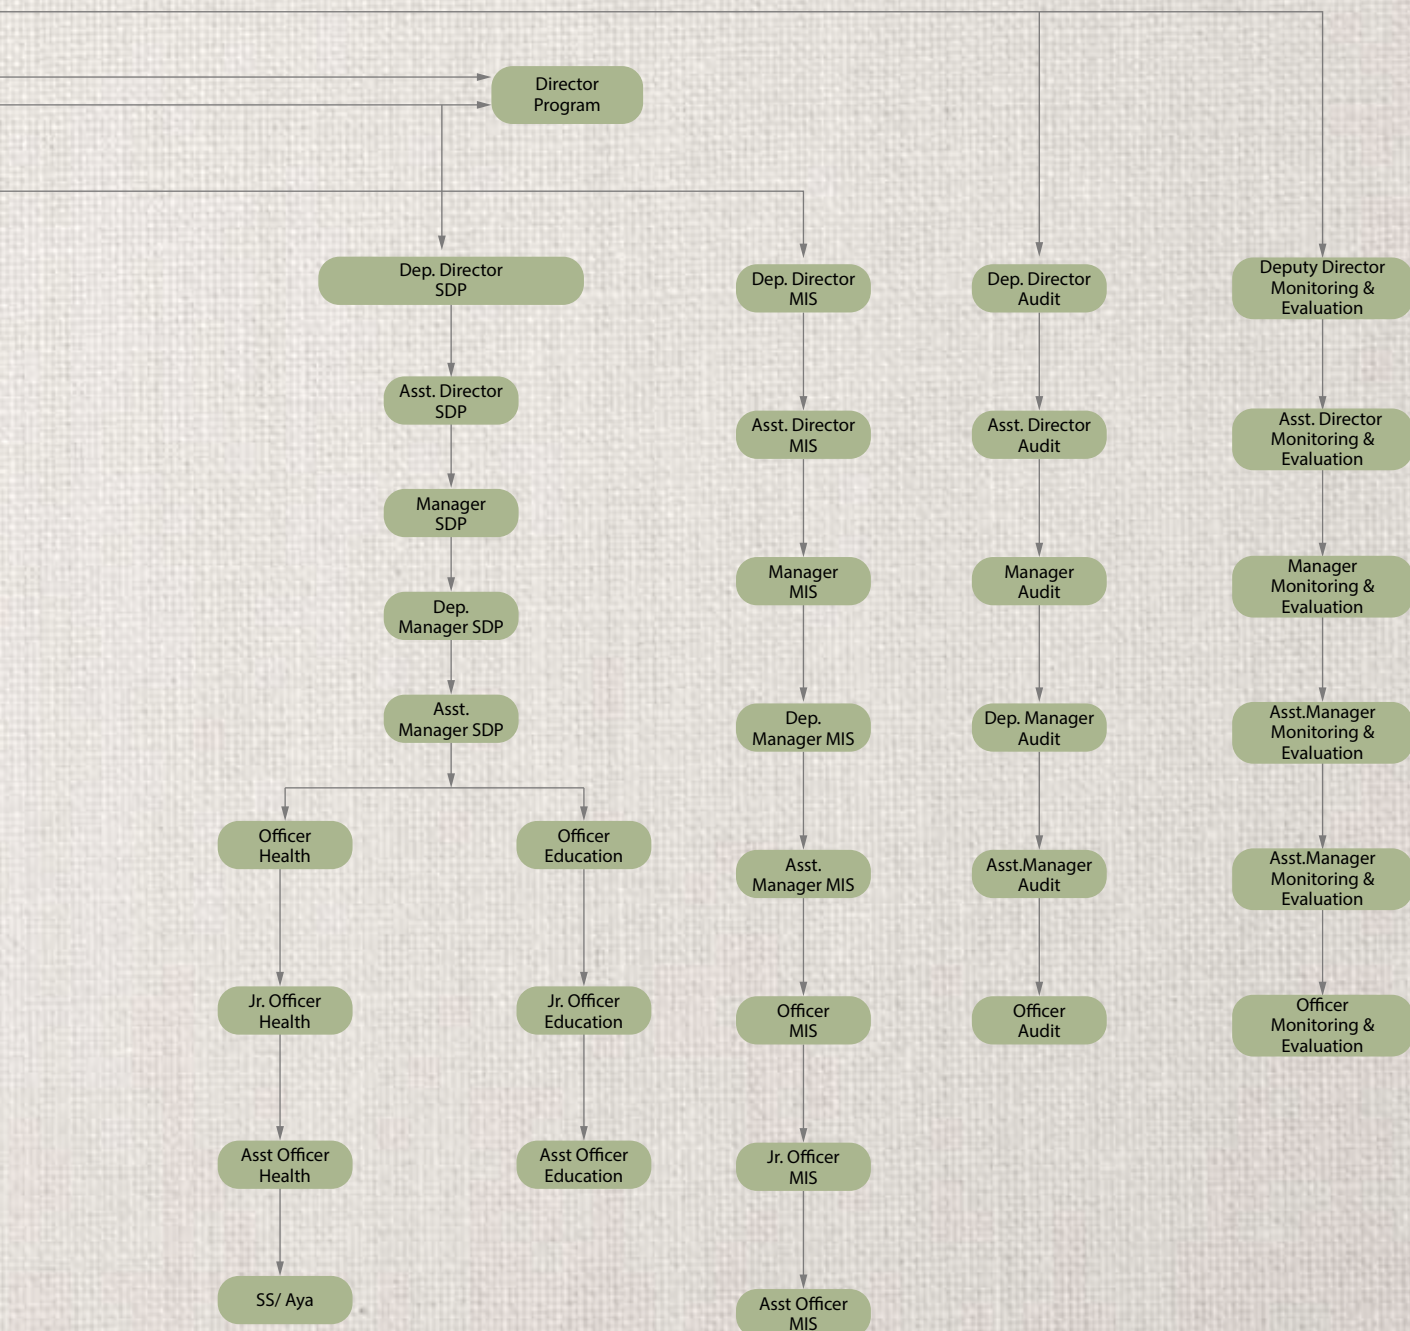 Director
Program
Dep. Director
SDP
Asst. Director
SDP
Manager
SDP
Dep.
Manager SDP
Asst.
Manager SDP
Officer
Health
Jr. Officer
Health
Asst Officer
Health
SS/ Aya
Officer
Education
Jr. Officer
Education
Asst Officer
Education
Dep. Director
MIS
Asst. Director
MIS
Manager
MIS
Dep.
Manager MIS
Asst.
Manager MIS
Officer
MIS
Jr. Officer
MIS
Asst Officer
MIS
Dep. Director
Audit
Asst. Director
Audit
Manager
Audit
Dep. Manager
Audit
Asst.Manager
Audit
Officer
Audit
Deputy Director
Monitoring &
Evaluation
Asst. Director
Monitoring &
Evaluation
Manager
Monitoring &
Evaluation
Asst.Manager
Monitoring &
Evaluation
Asst.Manager
Monitoring &
Evaluation
Officer
Monitoring &
Evaluation